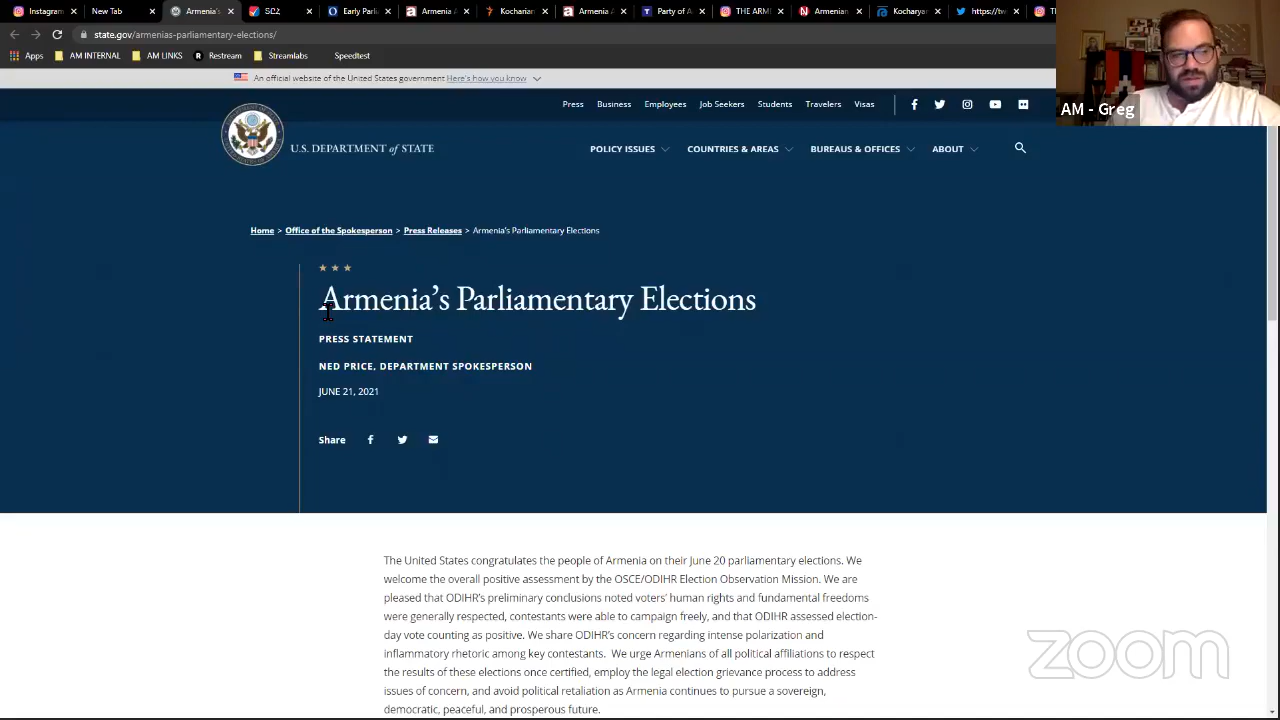 Instagram
New Tab
Armenia's
Early Parli
Armenia A
Kocharian
Armenia A
Party of A
THE ARMI
Armenian
Kocharyar
https://tw
state.gov/armenias-parliamentary-elections/
Apps
AM INTERNAL
AM LINKS
Restream
Streamlabs
Speedtest
AM - Greg
An official website of the United States government Here's how you know
Press
Business
Employees
Job Seekers
Students
Travelers
Visas
U.S. DEPARTMENT of STATE
POLICY ISSUES
COUNTRIES & AREAS
BUREAUS & OFFICES
ABOUT
Home > Office of the Spokesperson > Press Releases > Armenia's Parliamentary Elections
Armenia's Parliamentary Elections
PRESS STATEMENT
NED PRICE, DEPARTMENT SPOKESPERSON
JUNE 21, 2021
Share
The United States congratulates the people of Armenia on their June 20 parliamentary elections. We
welcome the overall positive assessment by the OSCE/ODIHR Election Observation Mission. We are
pleased that ODIHR's preliminary conclusions noted voters' human rights and fundamental freedoms
were generally respected, contestants were able to campaign freely, and that ODIHR assessed election-
day vote counting as positive. We share ODIHR's concern regarding intense polarization and
inflammatory rhetoric among key contestants. We urge Armenians of all political affiliations to respect
the results of these elections once certified, employ the legal election grievance process to address
issues of concern, and avoid political retaliation as Armenia continues to pursue a sovereign,
democratic, peaceful, and prosperous future.
zoom